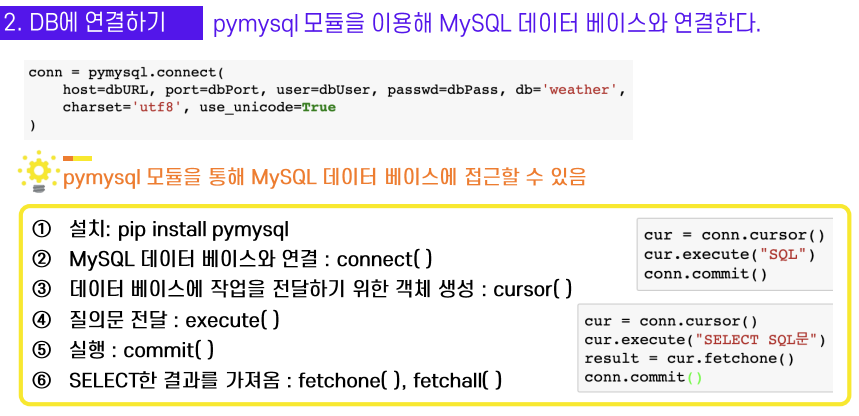 2. DB에 연결하기
pymysql 모듈을 이용해 MySQL 데이터 베이스와 연결한다.
conn = pymysql.connect(
    host=dbURL, port=dbPort, user=dbUser, passwd=dbPass, db='weather',
    charset='utf8', use_unicode=True
)
pymysql 모듈을 통해 MySQL 데이터 베이스에 접근할 수 있음
① 설치: pip install pymysql
② MySQL 데이터 베이스와 연결 : connect( )
③ 데이터 베이스에 작업을 전달하기 위한 객체 생성 : cursor( )
④ 질의문 전달 : execute( )
⑤ 실행 : commit( )
⑥ SELECT한 결과를 가져옴 : fetchone( ), fetchall( )
cur = conn.cursor()
cur.execute("SQL")
conn.commit()
cur = conn.cursor()
cur.execute("SELECT SQL문")
result = cur.fetchone()
conn.commit()